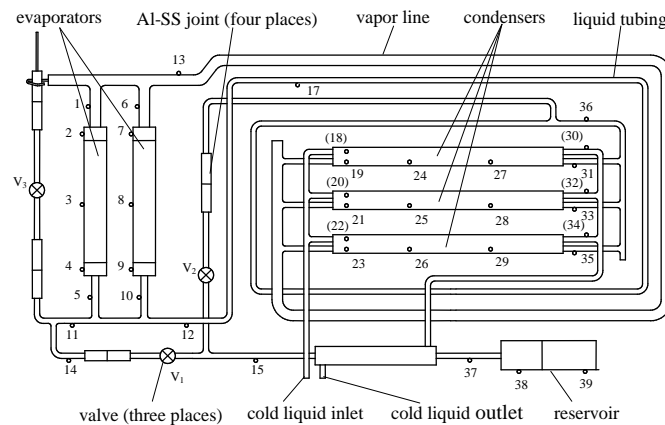 evaporators Al-SS joint (four places) vapor line condensers liquid tubing
13
17
1 6
36
2 7
(18) (30)
19 24 27 31
V3
(20) (32)
3 8
21 25 28 33
(22) (34)
4 9
V2
23 26 29 35
5 10
11 12
14 V1 15 37 38 39
valve (three places) cold liquid inlet cold liquid outlet reservoir